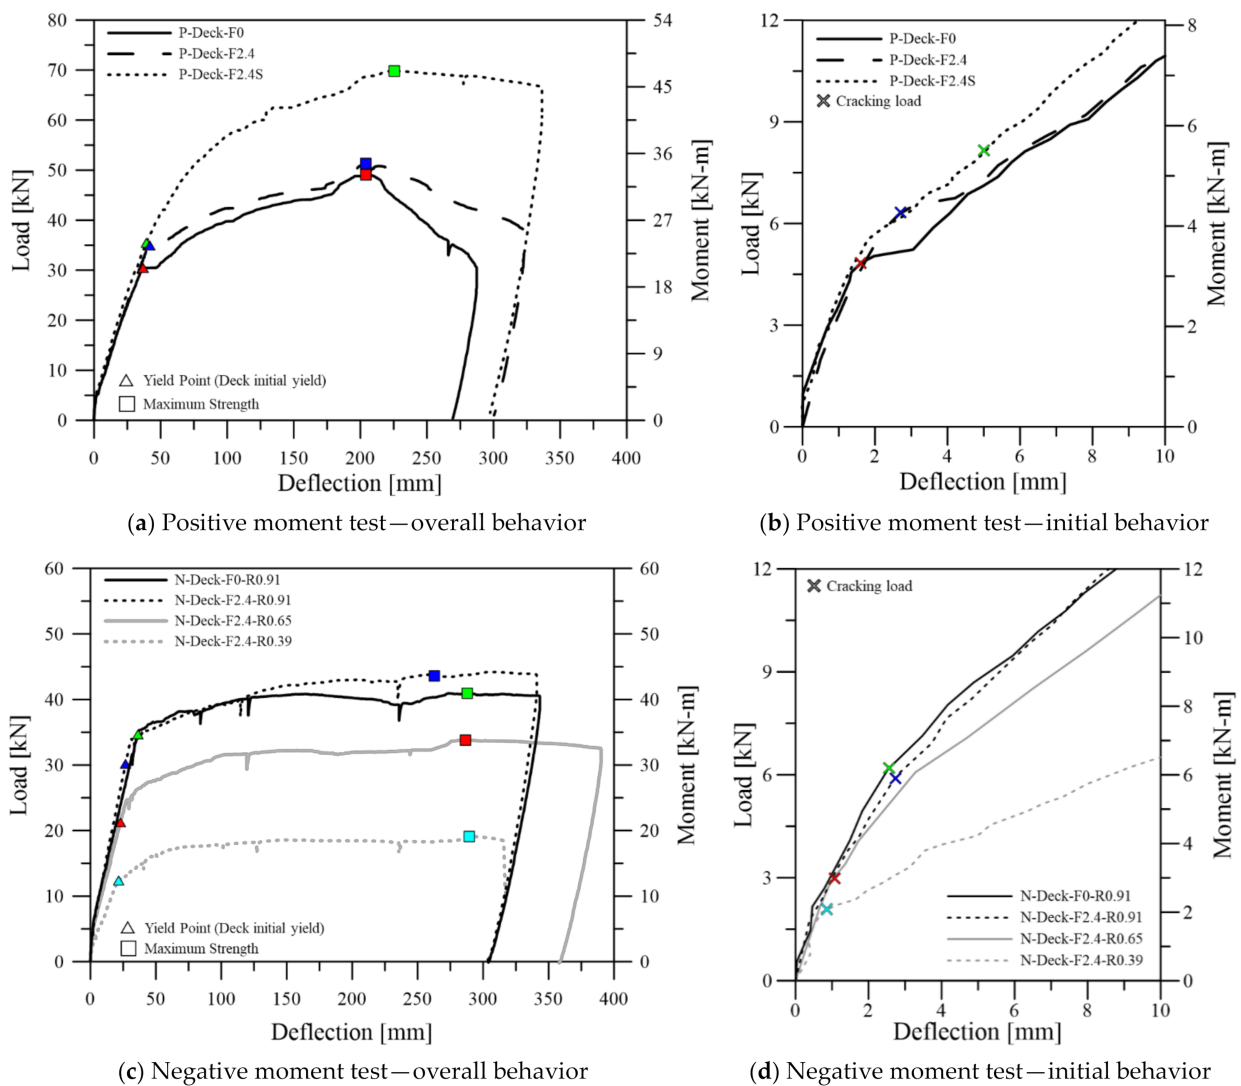 80
70
60
50
40
30
20
10
0
54
45
36
27
18
9
0
0 50 100 150 200 250 300 350 400
Load [kN]
Moment [kN-m]
Deflection [mm]
P-Deck-F0
P-Deck-F2.4
P-Deck-F2.4S
Yield Point (Deck initial yield)
Maximum Strength
(a) Positive moment test—overall behavior
12
9
6
3
0
8
6
4
2
0
0 2 4 6 8 10
Load [kN]
Moment [kN-m]
Deflection [mm]
P-Deck-F0
P-Deck-F2.4
P-Deck-F2.4S
Cracking load
(b) Positive moment test—initial behavior
60
50
40
30
20
10
0
60
50
40
30
20
10
0
0 50 100 150 200 250 300 350 400
Load [kN]
Moment [kN-m]
Deflection [mm]
N-Deck-F0-R0.91
N-Deck-F2.4-R0.91
N-Deck-F2.4-R0.65
N-Deck-F2.4-R0.39
Yield Point (Deck initial yield)
Maximum Strength
(c) Negative moment test—overall behavior
12
9
6
3
0
12
10
8
6
4
2
0
0 2 4 6 8 10
Load [kN]
Moment [kN-m]
Deflection [mm]
Cracking load
N-Deck-F0-R0.91
N-Deck-F2.4-R0.91
N-Deck-F2.4-R0.65
N-Deck-F2.4-R0.39
(d) Negative moment test—initial behavior